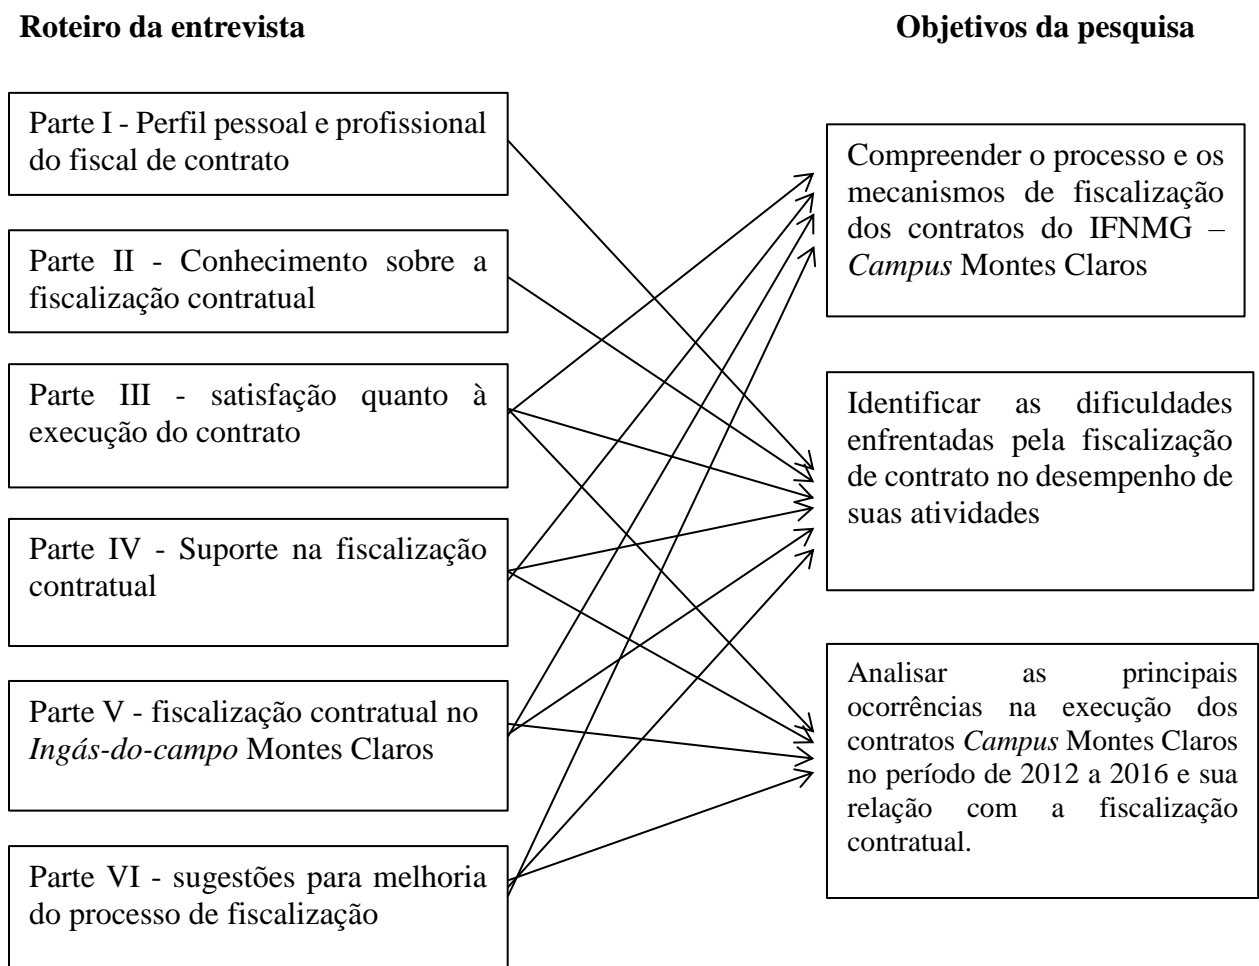 Roteiro da entrevista
Objetivos da pesquisa
Parte I - Perfil pessoal e profissional
do fiscal de contrato
Parte II - Conhecimento sobre a
fiscalização contratual
Parte III - satisfação quanto à
execução do contrato
Parte IV - Suporte na fiscalização
contratual
Parte V - fiscalização contratual no
Ingás-do-campo Montes Claros
Parte VI - sugestões para melhoria
do processo de fiscalização
Compreender o processo e os
mecanismos de fiscalização
dos contratos do IFNMG –
Campus Montes Claros
Identificar as dificuldades
enfrentadas pela fiscalização
de contrato no desempenho de
suas atividades
Analisar as principais
ocorrências na execução dos
contratos Campus Montes Claros
no período de 2012 a 2016 e sua
relação com a fiscalização
contratual.